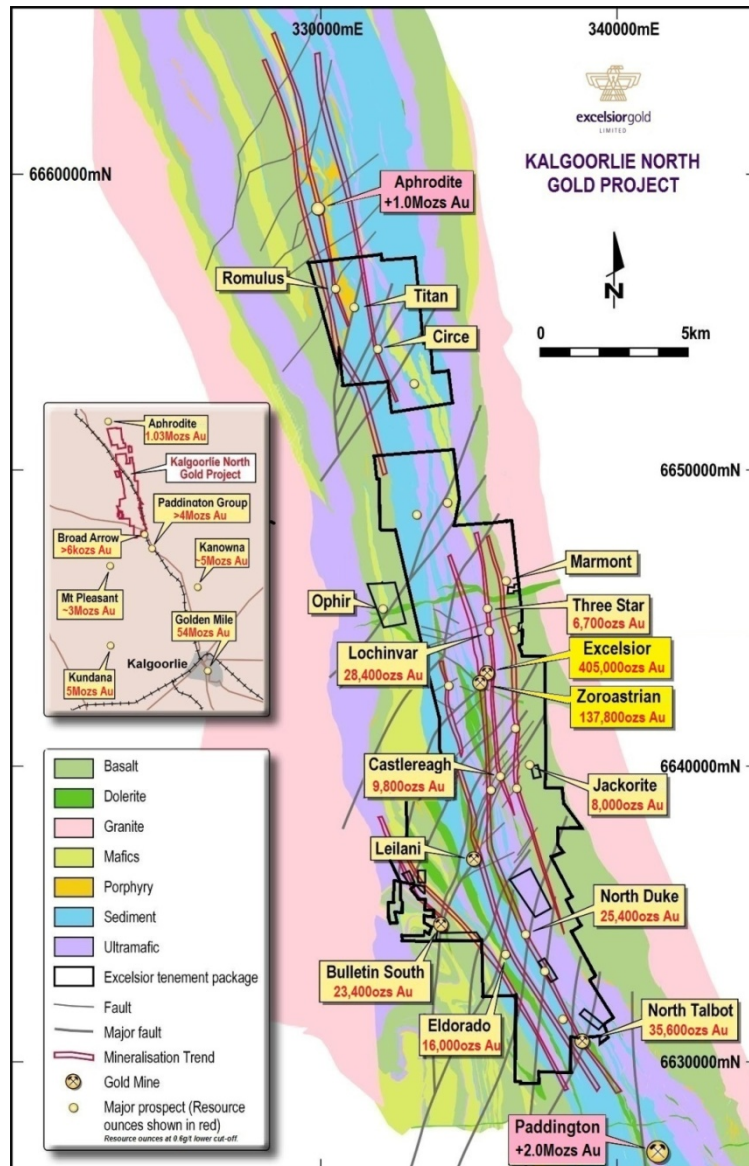 330000mE
340000mE
excelsiorgold
LIMITED
KALGOORLIE NORTH
GOLD PROJECT
N
0
5km
6660000mN
6650000mN
6640000mN
6630000mN
Aphrodite
+1.0Mozs Au
Romulus
Titan
Circe
Marmont
Ophir
Three Star
6,700ozs Au
Lochinvar
28,400ozs Au
Excelsior
405,000ozs Au
Zoroastrian
137,800ozs Au
Castlereagh
9,800ozs Au
Jackorite
8,000ozs Au
Leilani
North Duke
25,400ozs Au
Bulletin South
23,400ozs Au
Eldorado
16,000ozs Au
North Talbot
35,600ozs Au
Paddington
+2.0Mozs Au
Aphrodite
1.03Mozs Au
Kalgoorlie North
Gold Project
Paddington Group
>4Mozs Au
Broad Arrow
>6kozs Au
Kanowna
~5Mozs Au
Mt Pleasant
~3Mozs Au
Golden Mile
54Mozs Au
Kalgoorlie
Kundana
5Mozs Au
Basalt
Dolerite
Granite
Mafics
Porphyry
Sediment
Ultramafic
Excelsior tenement package
Fault
Major fault
Mineralisation Trend
Gold Mine
Major prospect (Resource
ounces shown in red)
Resource ounces at 0.6g/t lower cut-off.